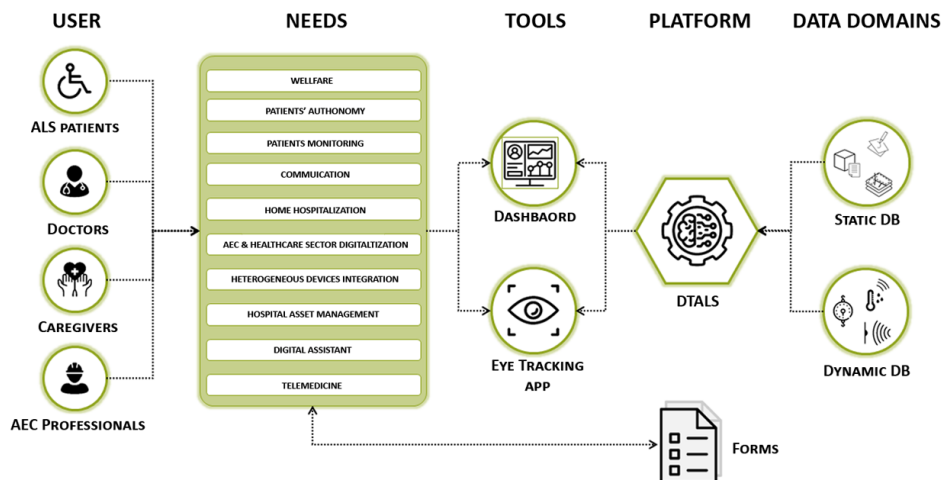 USER
NEEDS
TOOLS
PLATFORM
DATA DOMAINS
ALS PATIENTS
DOCTORS
CAREGIVERS
AEC PROFESSIONALS
WELLFARE
PATIENTS' AUTHONOMY
PATIENTS MONITORING
COMMUICATION
HOME HOSPITALIZATION
AEC & HEALTHCARE SECTOR DIGITALTIZATION
HETEROGENEOUS DEVICES INTEGRATION
HOSPITAL ASSET MANAGEMENT
DIGITAL ASSISTANT
TELEMEDICINE
DASHBAORD
EYE TRACKING
APP
DTALS
STATIC DB
DYNAMIC DB
FORMS